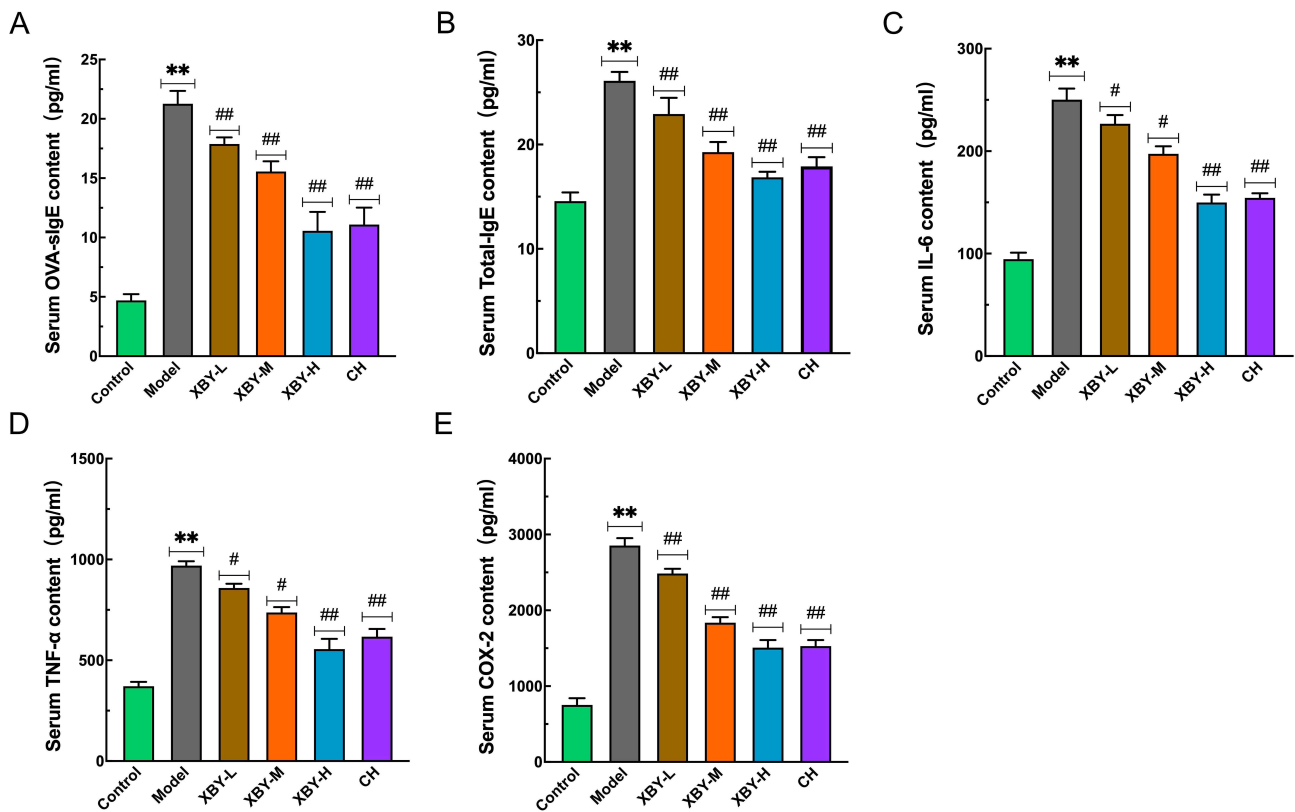 A
Serum OVA-sIgE content (pg/ml)
25
20
15
10
5
0
**
##
##
##
##
Control
Model
XBY-L
XBY-M
XBY-H
CH
B
Serum Total-IgE content (pg/ml)
30
20
10
0
**
##
##
##
##
Control
Model
XBY-L
XBY-M
XBY-H
CH
C
Serum IL-6 content (pg/ml)
300
200
100
0
**
#
#
##
##
Control
Model
XBY-L
XBY-M
XBY-H
CH
D
Serum TNF-α content (pg/ml)
1500
1000
500
0
**
#
#
##
##
Control
Model
XBY-L
XBY-M
XBY-H
CH
E
Serum COX-2 content (pg/ml)
4000
3000
2000
1000
0
**
##
##
##
##
Control
Model
XBY-L
XBY-M
XBY-H
CH